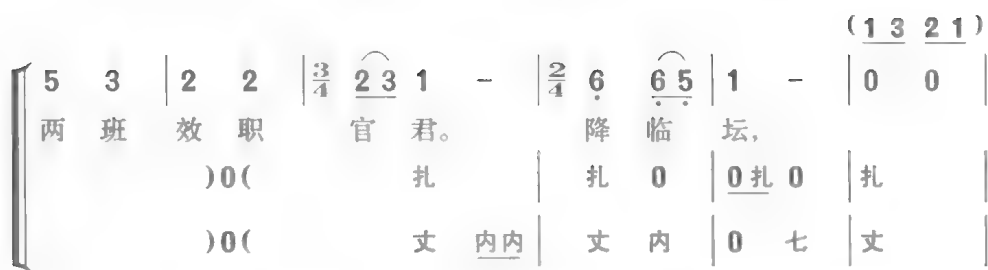 (1 3 2 1)
5 3 | 2 2 | 3/4 2 3 1 - | 2/4 6 6 5 | 1 - | 0 0 |
两 班 效 职 官 君。 降 临 坛,
)0( 扎 | 扎 0 | 0 扎 0 | 扎 |
)0( 丈 内内 | 丈 内 | 0 七 | 丈 |